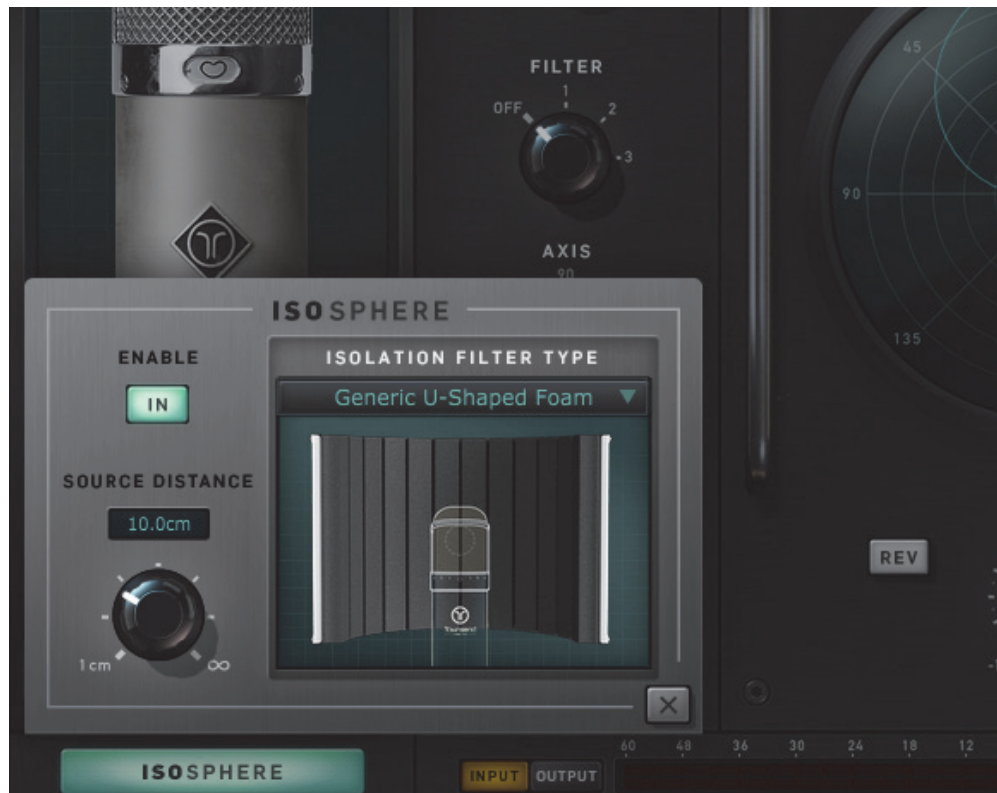 FILTER
OFF
1
2
3
AXIS
90
45
90
135
ISOSPHERE
ENABLE
IN
SOURCE DISTANCE
10.0cm
1cm
∞
ISOLATION FILTER TYPE
Generic U-Shaped Foam
REV
ISOSPHERE
INPUT
OUTPUT
60 48 36 30 24 18 12